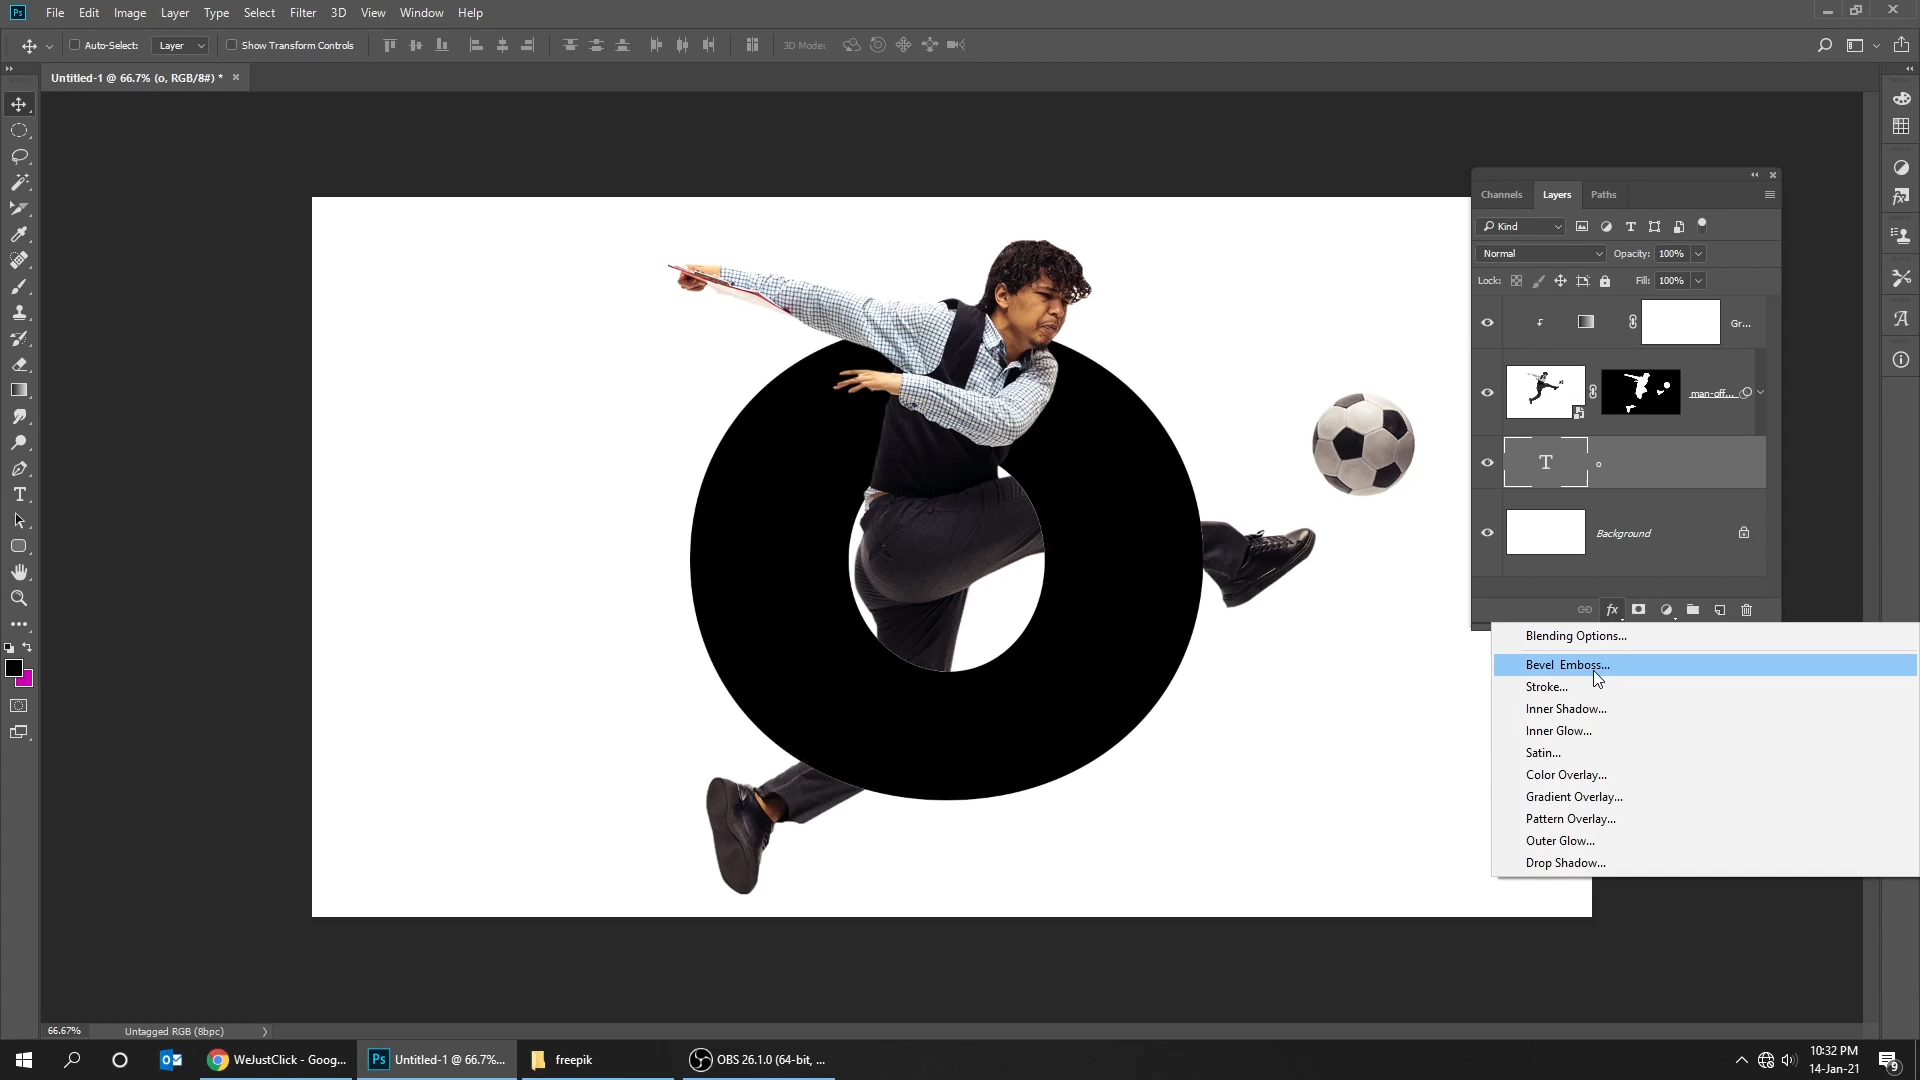 Ps File Edit Image Layer Type Select Filter 3D View Window Help
Auto-Select: Layer Show Transform Controls 3D Mode:
Untitled-1 @ 66.7% (o, RGB/8#) * ×
Channels Layers Paths
Kind
Normal Opacity: 100%
Lock: Fill: 100%
Gr...
man-off...
T o
Background
fx
Blending Options...
Bevel Emboss...
Stroke...
Inner Shadow...
Inner Glow...
Satin...
Color Overlay...
Gradient Overlay...
Pattern Overlay...
Outer Glow...
Drop Shadow...
66.67% Untagged RGB (8bpc)
WeJustClick - Goog... Ps Untitled-1 @ 66.7%... freepik OBS 26.1.0 (64-bit, ...
10:32 PM
14-Jan-21
9